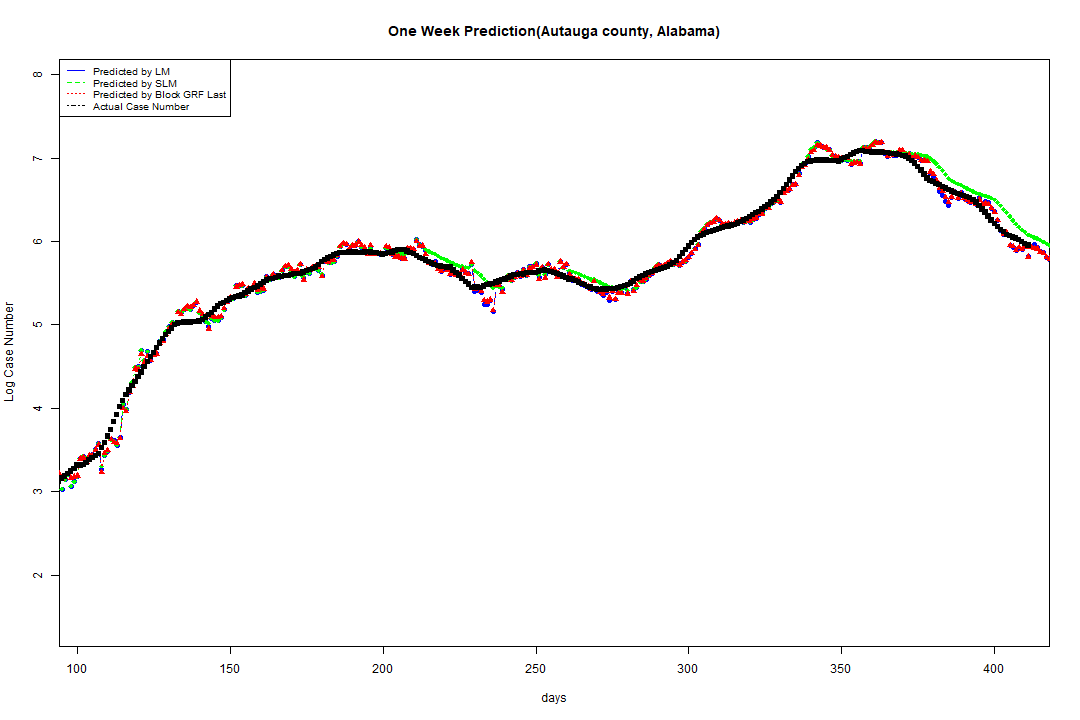 One Week Prediction(Autauga county, Alabama)
Predicted by LM
Predicted by SLM
Predicted by Block GRF Last
Actual Case Number
8
7
6
5
4
3
2
Log Case Number
100 150 200 250 300 350 400
days